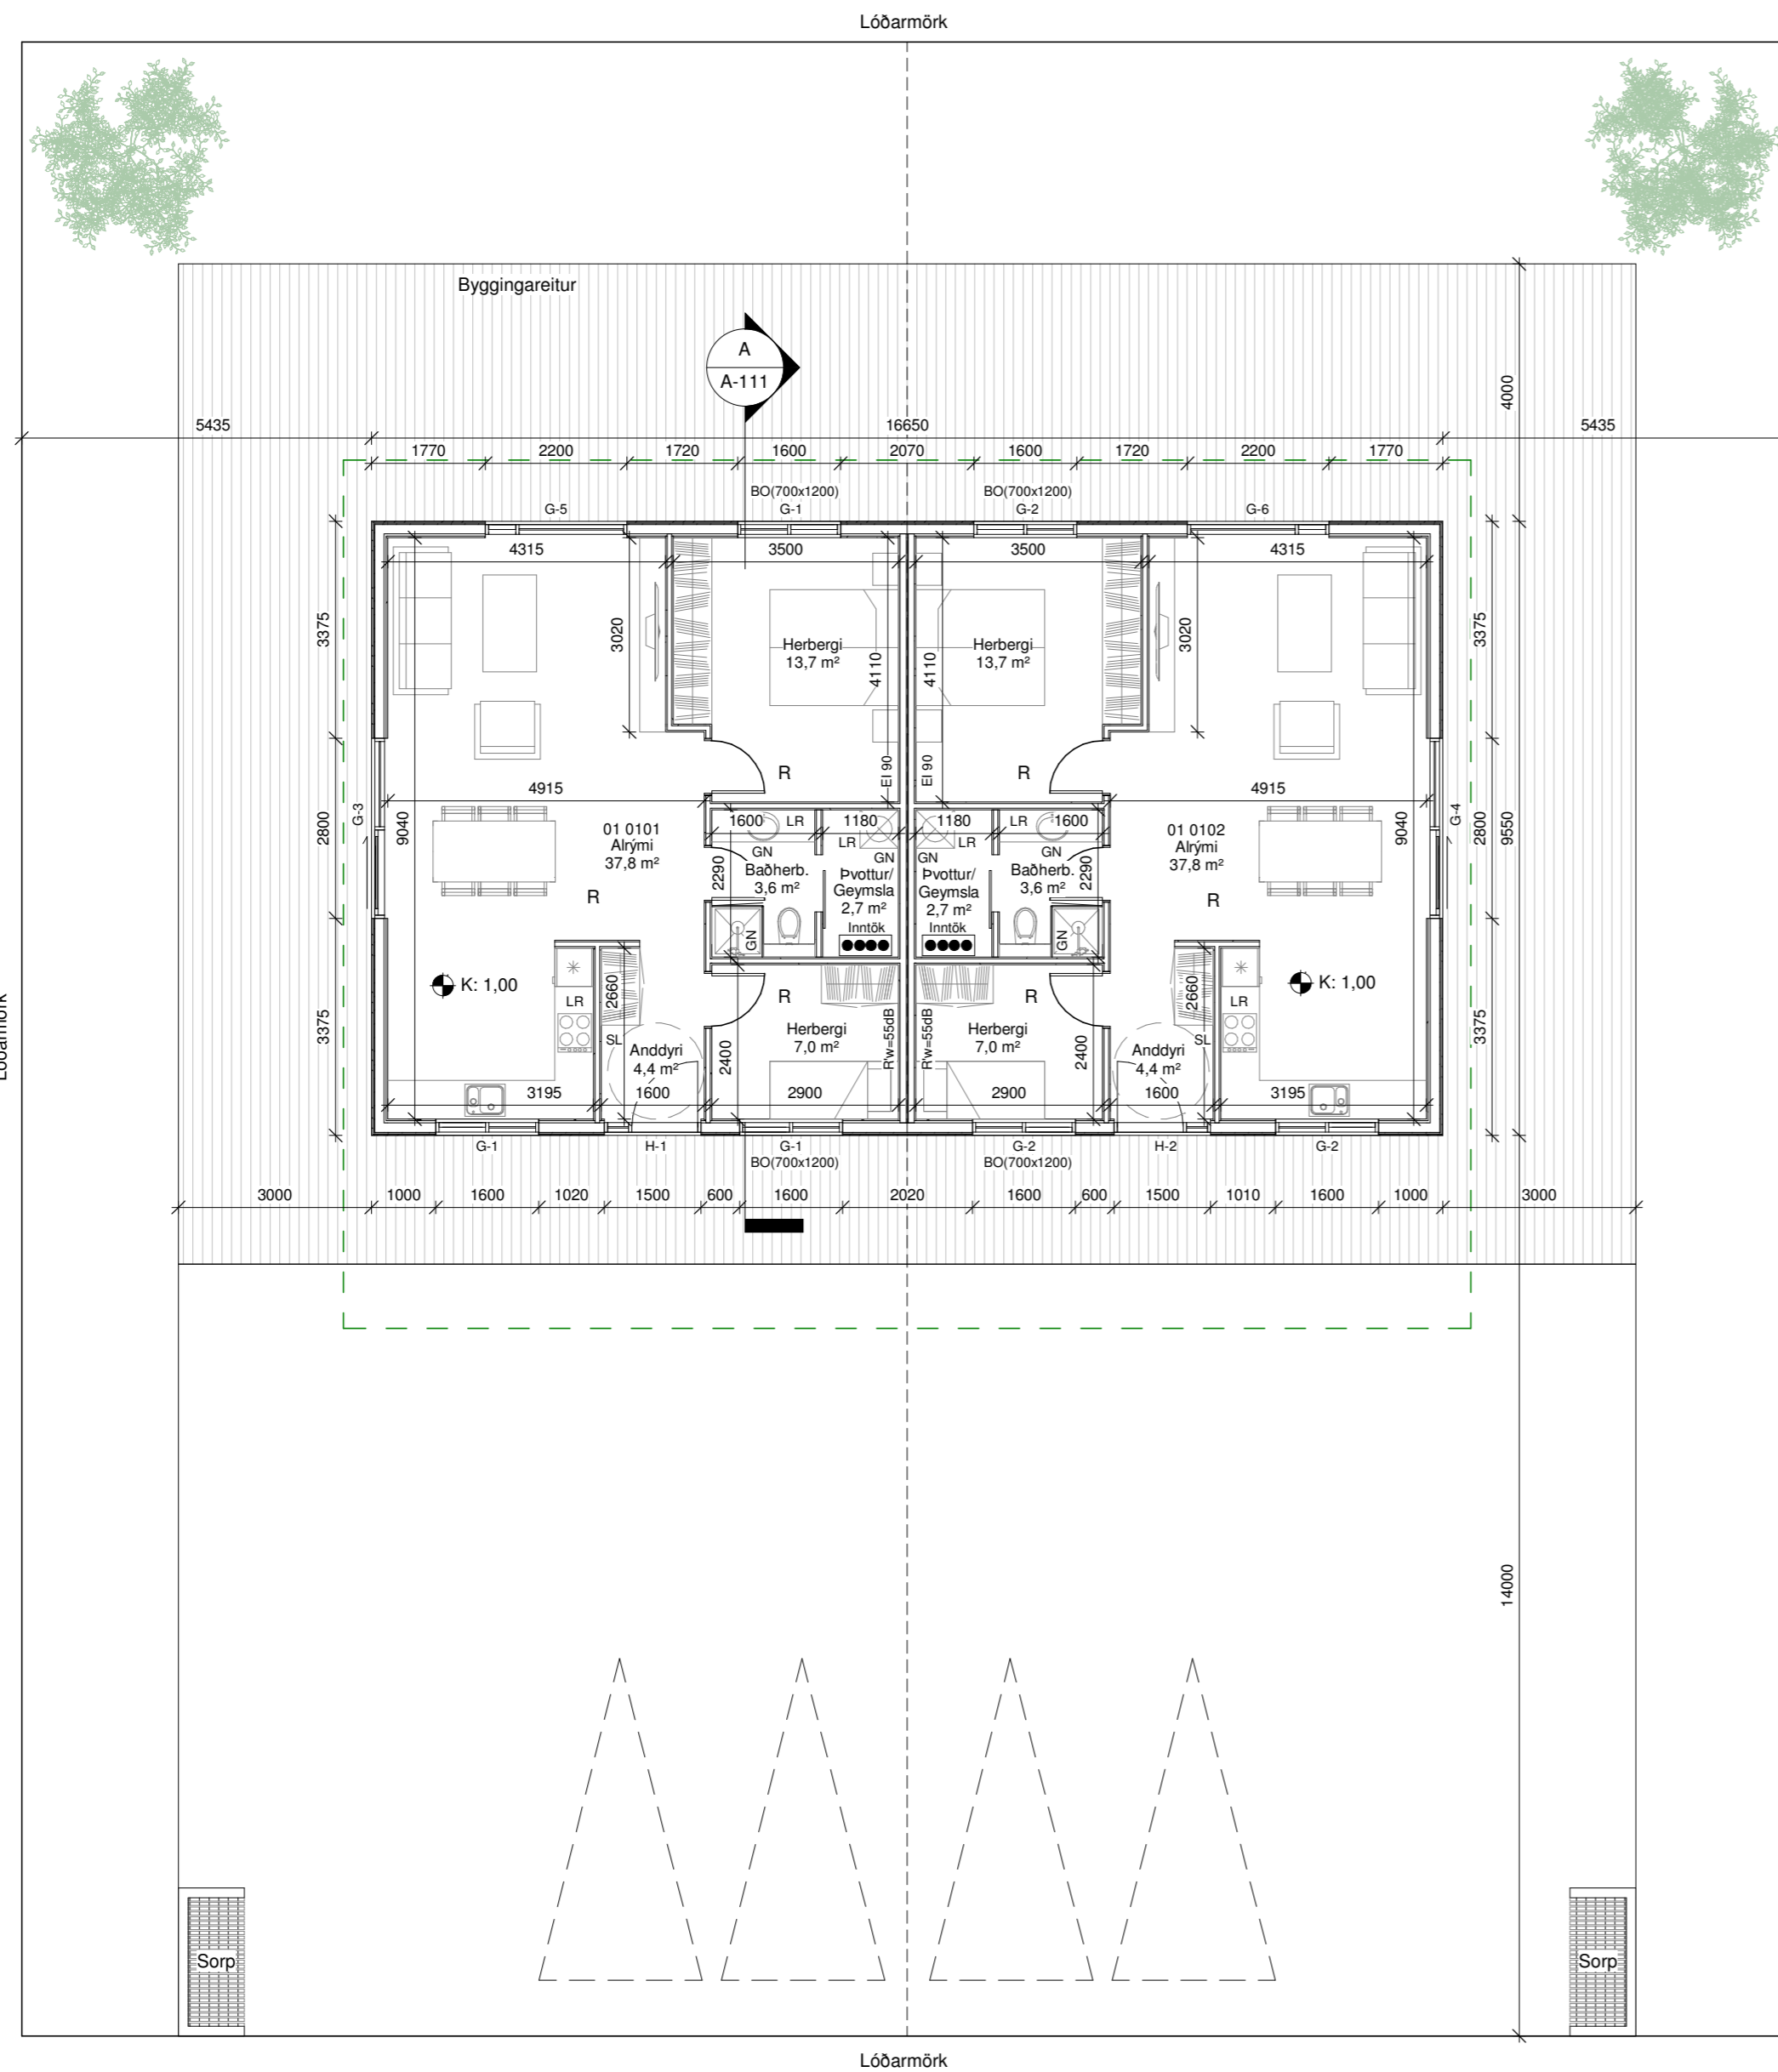 Lóðarmörk
Byggingareitur
A
A-111
4000
5435
16650
5435
1770
2200
1720
1600
2070
1600
1720
2200
1770
BO(700x1200)
BO(700x1200)
G-5
G-1
G-2
G-6
4315
3500
3500
4315
3375
3020
Herbergi
13,7 m²
4110
4110
Herbergi
13,7 m²
3020
3375
R
EI 90
EI 90
R
4915
4915
G-3
2800
9040
01 0101
Alrými
37,8 m²
R
1600
LR
1180
LR
GN
GN
2290
Baðherb.
3,6 m²
Þvottur/
Geymsla
2,7 m²
Inntök
GN
1180
LR
1600
LR
GN
GN
Þvottur/
Geymsla
2,7 m²
Inntök
Baðherb.
3,6 m²
2290
GN
01 0102
Alrými
37,8 m²
R
9040
G-4
2800
9550
K: 1,00
LR
2660
SL
R
R
2660
SL
LR
K: 1,00
Lóðarmörk
3375
Anddyri
4,4 m²
2400
Herbergi
7,0 m²
R'w=55dB
R'w=55dB
Herbergi
7,0 m²
2400
Anddyri
4,4 m²
3375
3195
1600
2900
2900
1600
3195
G-1
H-1
G-1
G-2
H-2
G-2
BO(700x1200)
BO(700x1200)
3000
1000
1600
1020
1500
600
1600
2020
1600
600
1500
1010
1600
1000
3000
14000
Sorp
Sorp
Lóðarmörk